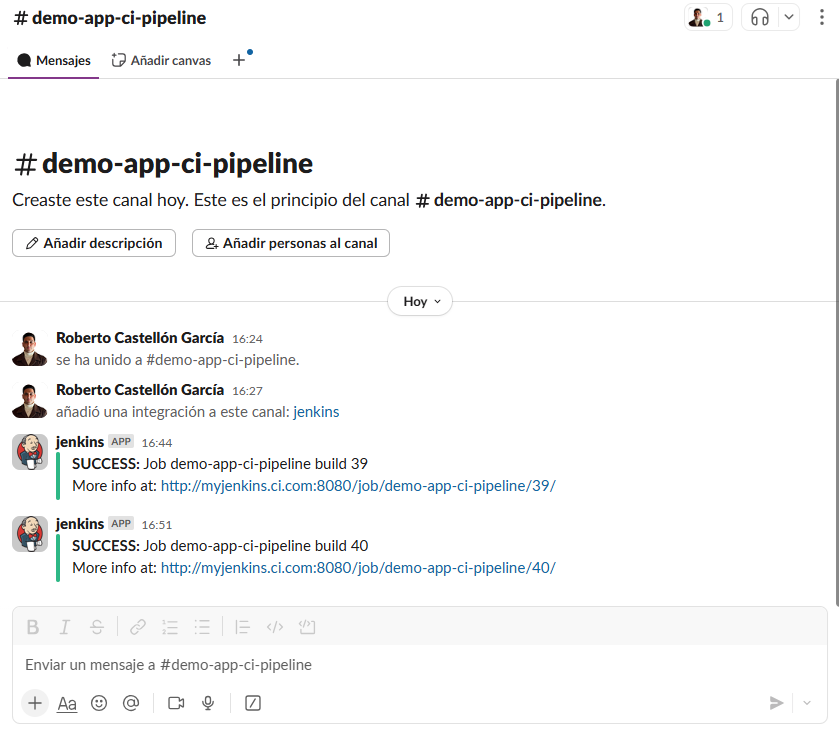 # demo-app-ci-pipeline
1
Mensajes
Añadir canvas
# demo-app-ci-pipeline
Creaste este canal hoy. Este es el principio del canal # demo-app-ci-pipeline.
Añadir descripción
Añadir personas al canal
Hoy
Roberto Castellón García 16:24
se ha unido a #demo-app-ci-pipeline.
Roberto Castellón García 16:27
añadió una integración a este canal: jenkins
jenkins APP 16:44
SUCCESS: Job demo-app-ci-pipeline build 39
More info at: http://myjenkins.ci.com:8080/job/demo-app-ci-pipeline/39/
jenkins APP 16:51
SUCCESS: Job demo-app-ci-pipeline build 40
More info at: http://myjenkins.ci.com:8080/job/demo-app-ci-pipeline/40/
B I S
Enviar un mensaje a #demo-app-ci-pipeline
Aa